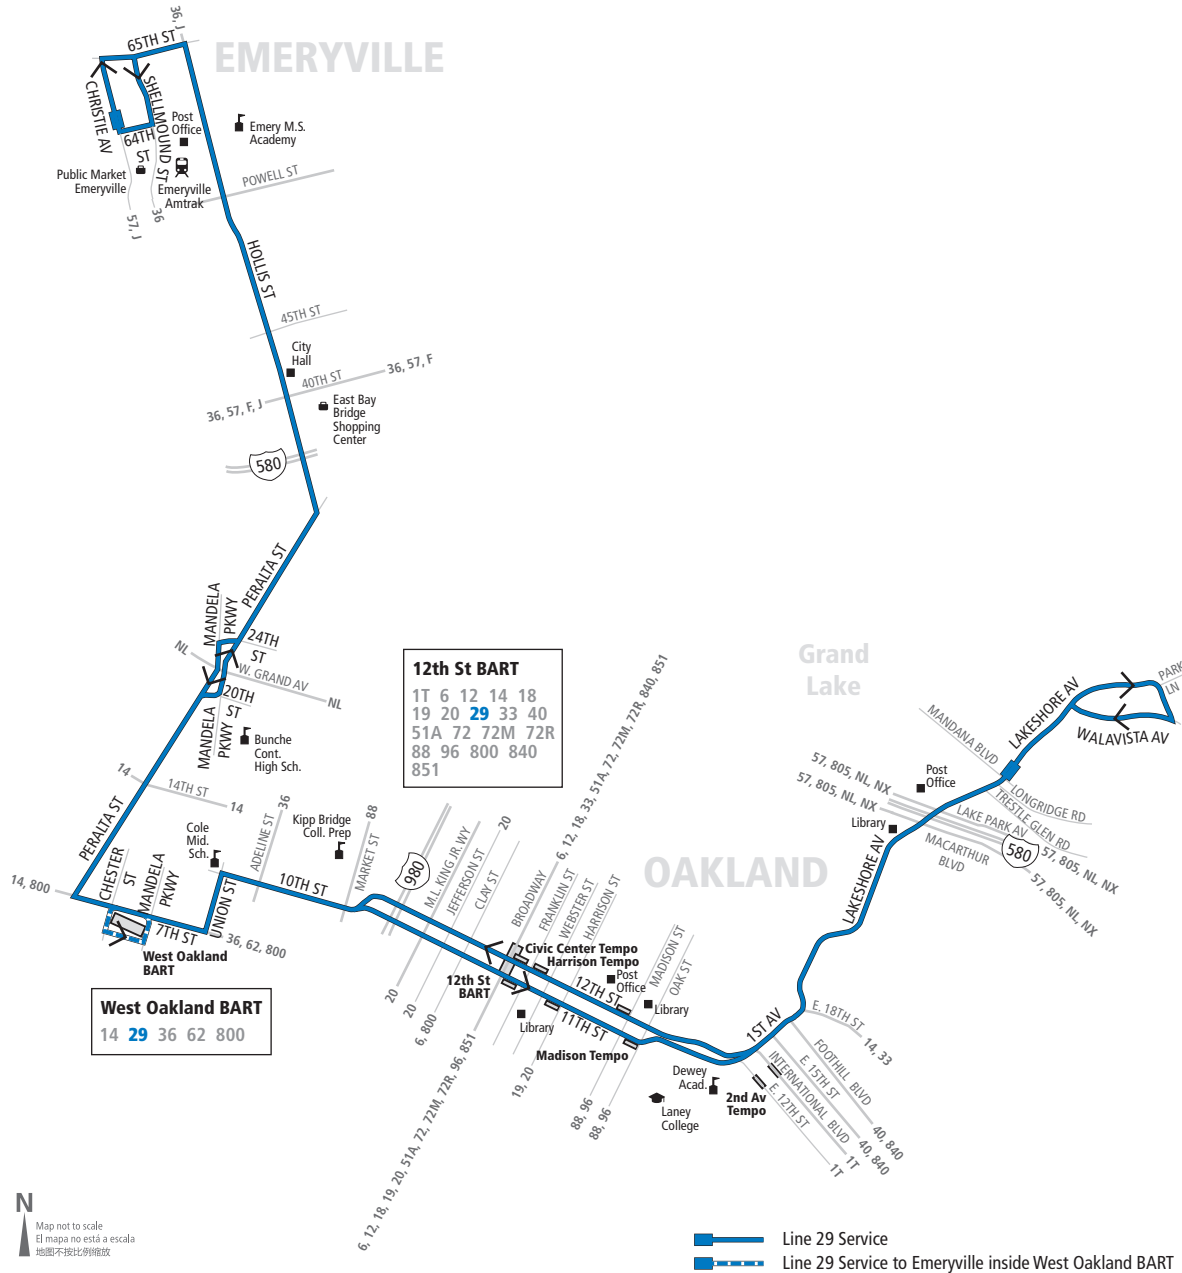 36, J
65TH ST
EMERYVILLE
CHRISTIE AV
SHELLMOUND ST
64TH
ST
Post
Office
Emery M.S.
Academy
Public Market
Emeryville
Emeryville
Amtrak
POWELL ST
57, J
36
HOLLIS ST
45TH ST
City
Hall
40TH ST
36, 57, F
36, 57, F, J
East Bay
Bridge
Shopping
Center
580
PERALTA ST
MANDELA
PKWY
24TH
ST
NL
W. GRAND AV
NL
20TH
ST
MANDELA
PKWY
Bunche
Cont.
High Sch.
14
14TH ST
14
PERALTA ST
Cole
Mid.
Sch.
ADELINE ST
36
Kipp Bridge
Coll. Prep
MARKET ST
88
14, 800
CHESTER
ST
MANDELA
PKWY
7TH ST
UNION ST
10TH ST
36, 62, 800
West Oakland
BART
West Oakland BART
14 29 36 62 800
12th St BART
1T 6 12 14 18
19 20 29 33 40
51A 72 72M 72R
88 96 800 840
851
980
M.L. KING JR. WY
JEFFERSON ST
20
CLAY ST
BROADWAY
6, 12, 18, 33, 51A, 72, 72M, 72R, 840, 851
FRANKLIN ST
WEBSTER ST
HARRISON ST
Civic Center Tempo
Harrison Tempo
12th St
BART
12TH ST
11TH ST
Post
Office
MADISON ST
OAK ST
Library
Library
Madison Tempo
20
20
6, 800
6, 12, 18, 19, 20, 51A, 72, 72M, 72R, 96, 851
19, 20
88, 96
88, 96
Laney
College
Dewey
Acad.
2nd Av
Tempo
1ST AV
E. 12TH ST
INTERNATIONAL BLVD
E. 15TH ST
FOOTHILL BLVD
E. 18TH ST
14, 33
40, 840
40, 840
1T
1T
OAKLAND
Grand
Lake
LAKESHORE AV
Library
Post
Office
57, 805, NL, NX
57, 805, NL, NX
LAKE PARK AV
MACARTHUR
BLVD
580
57, 805, NL, NX
57, 805, NL, NX
MANDANA BLVD
LONGRIDGE RD
TRESTLE GLEN RD
LAKESHORE AV
WALAVISTA AV
PARK
LN
N
Map not to scale
El mapa no está a escala
地图不按比例缩放
Line 29 Service
Line 29 Service to Emeryville inside West Oakland BART